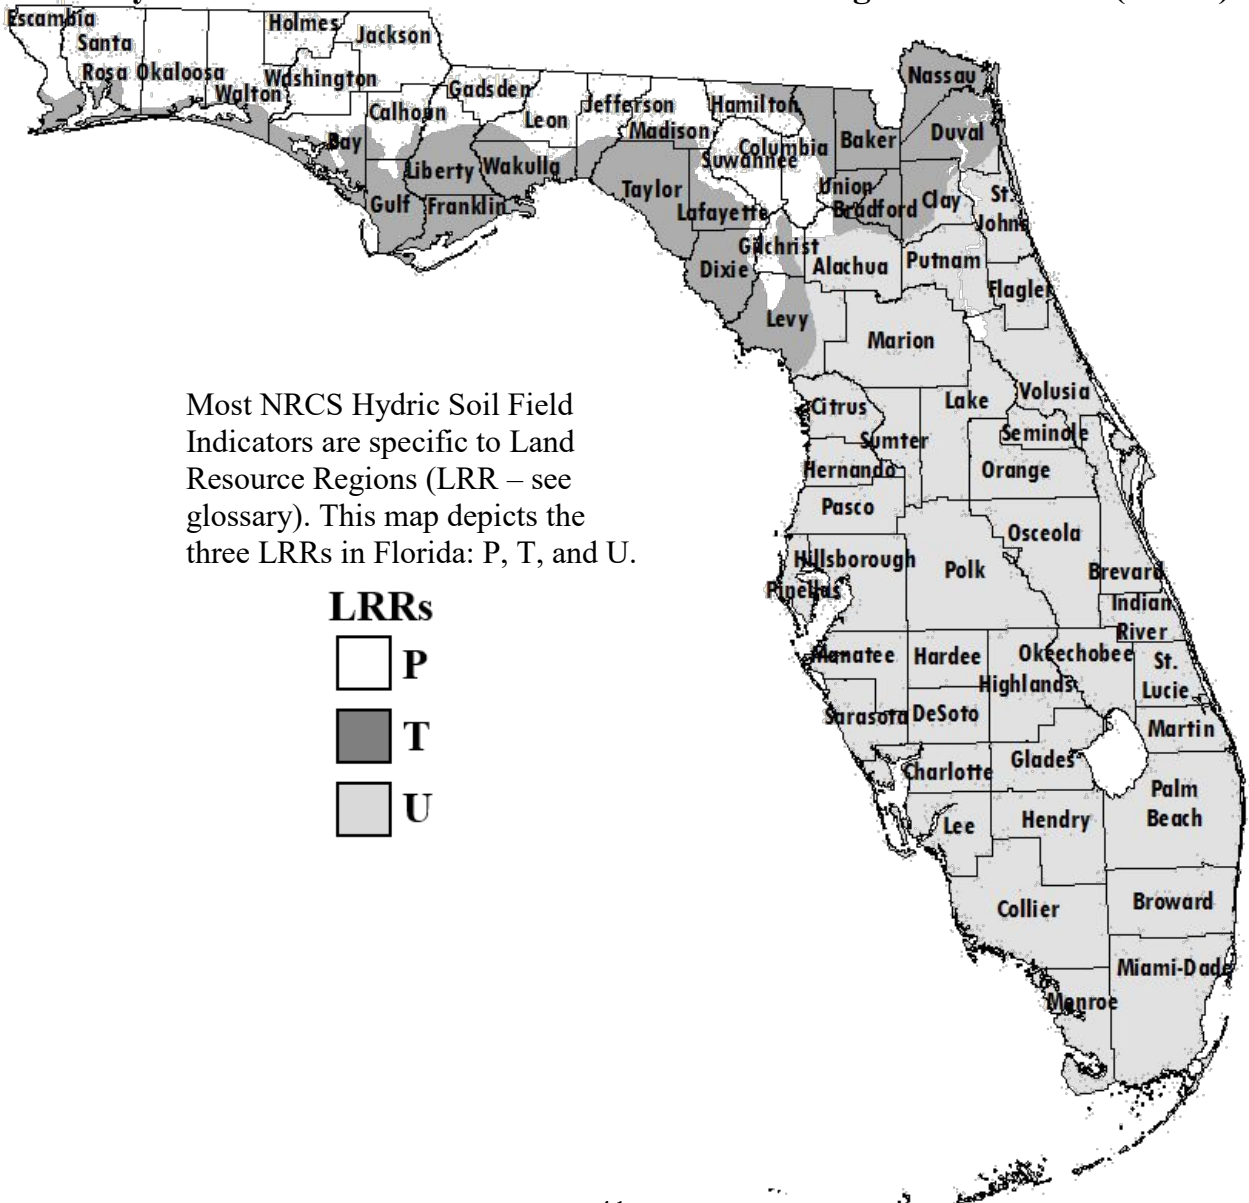 Escambia
Santa
Rosa
Okaloosa
Walton
Holmes
Washington
Jackson
Bay
Calhoun
Gulf
Gadsden
Liberty
Franklin
Leon
Wakulla
Jefferson
Madison
Taylor
Hamilton
Suwannee
Lafayette
Dixie
Columbia
Gilchrist
Levy
Baker
Union
Bradford
Alachua
Nassau
Duval
Clay
St.
Johns
Putnam
Flagler
Marion
Volusia
Citrus
Sumter
Lake
Seminole
Hernando
Orange
Pasco
Osceola
Hillsborough
Pinellas
Polk
Brevard
Indian
River
Manatee
Hardee
Okeechobee
Highlands
St.
Lucie
Sarasota
DeSoto
Martin
Charlotte
Glades
Palm
Beach
Lee
Hendry
Collier
Broward
Miami-Dade
Monroe
Most NRCS Hydric Soil Field
Indicators are specific to Land
Resource Regions (LRR – see
glossary). This map depicts the
three LRRs in Florida: P, T, and U.
LRRs
P
T
U